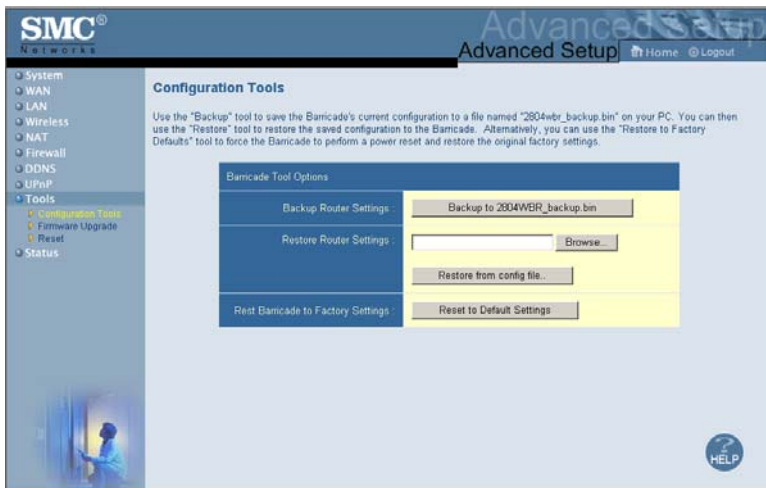 SMC®
Networks
Advanced Setup
Advanced Setup
Home
Logout
System
WAN
LAN
Wireless
NAT
Firewall
DDNS
UPnP
Tools
Configuration Tools
Firmware Upgrade
Reset
Status
Configuration Tools
Use the "Backup" tool to save the Barricade's current configuration to a file named "2804wbr_backup.bin" on your PC. You can then
use the "Restore" tool to restore the saved configuration to the Barricade. Alternatively, you can use the "Restore to Factory
Defaults" tool to force the Barricade to perform a power reset and restore the original factory settings.
Barricade Tool Options
Backup Router Settings :
Backup to 2804WBR_backup.bin
Restore Router Settings :
Browse...
Restore from config file..
Rest Barricade to Factory Settings :
Reset to Default Settings
?
HELP